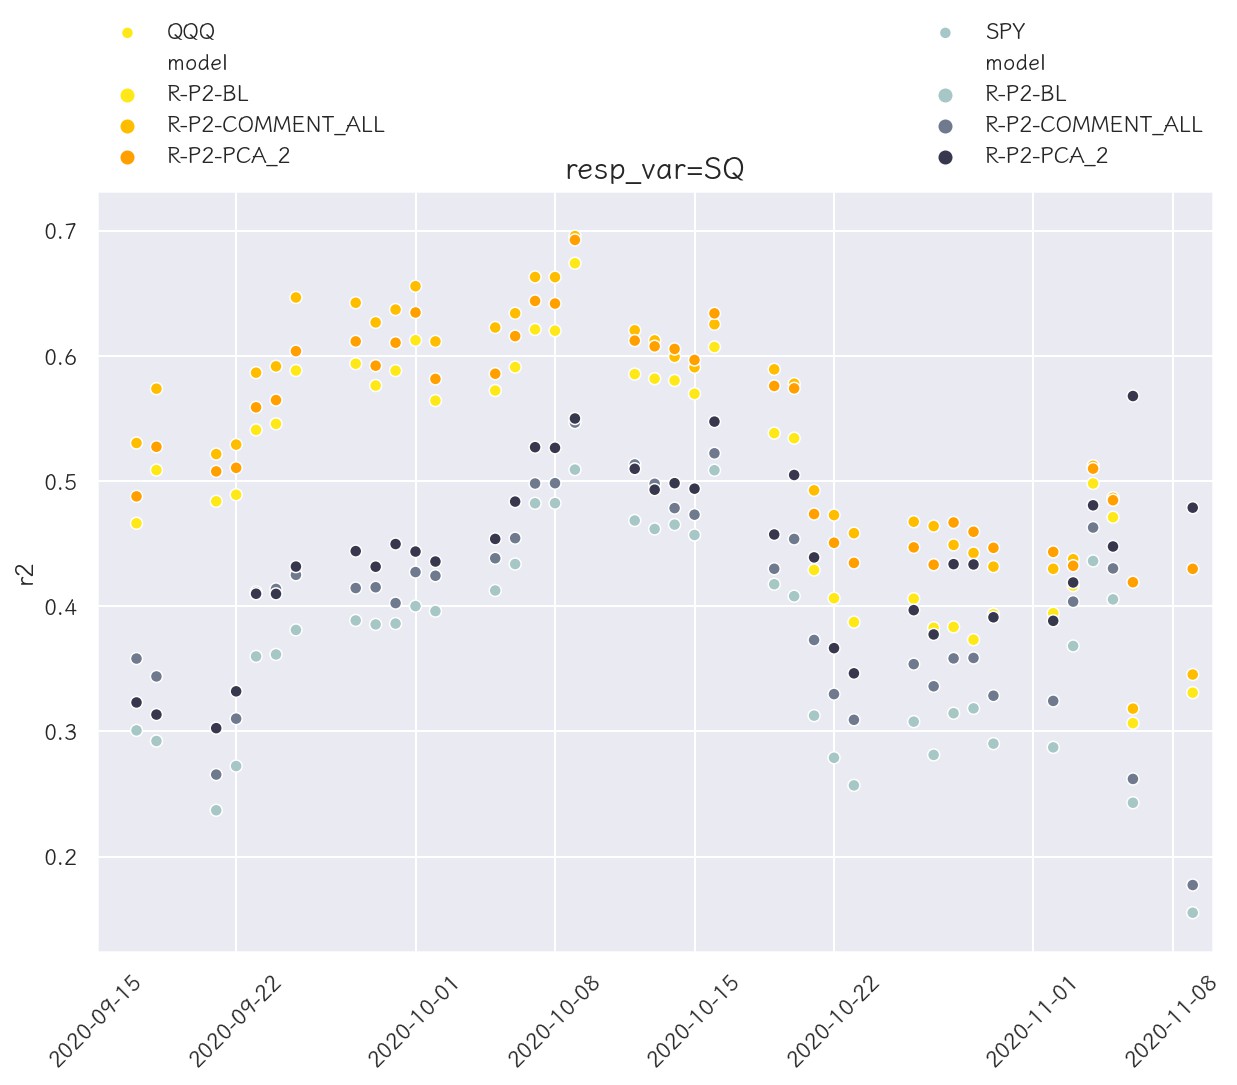 QQQ
model
R-P2-BL
R-P2-COMMENT_ALL
R-P2-PCA_2
SPY
model
R-P2-BL
R-P2-COMMENT_ALL
R-P2-PCA_2
resp_var=SQ
0.7
0.6
0.5
0.4
0.3
0.2
r2
2020-09-15
2020-09-22
2020-10-01
2020-10-08
2020-10-15
2020-10-22
2020-11-01
2020-11-08